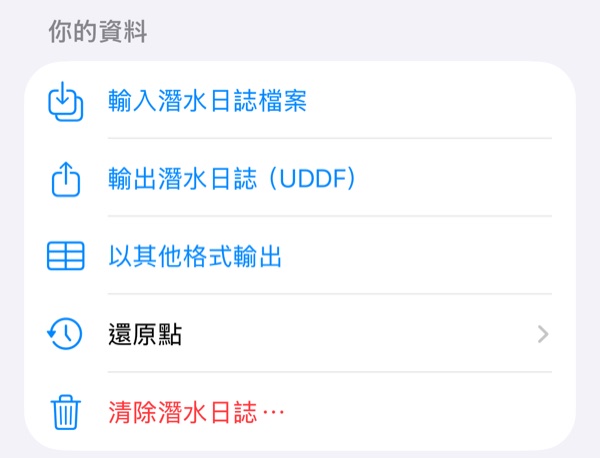 你的資料
輸入潛水日誌檔案
輸出潛水日誌（UDDF）
以其他格式輸出
還原點
清除潛水日誌⋯